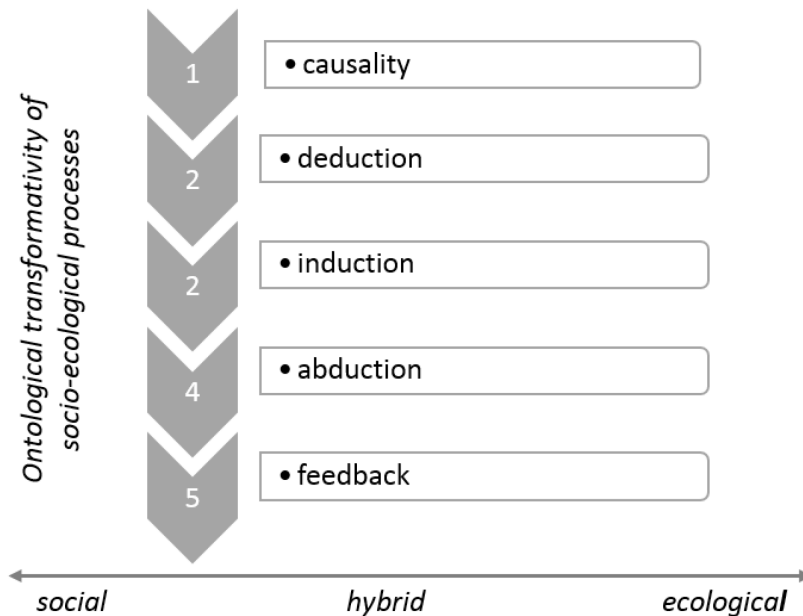 Ontological transformativity of
socio-ecological processes
1
• causality
2
• deduction
2
• induction
4
• abduction
5
• feedback
social
hybrid
ecological